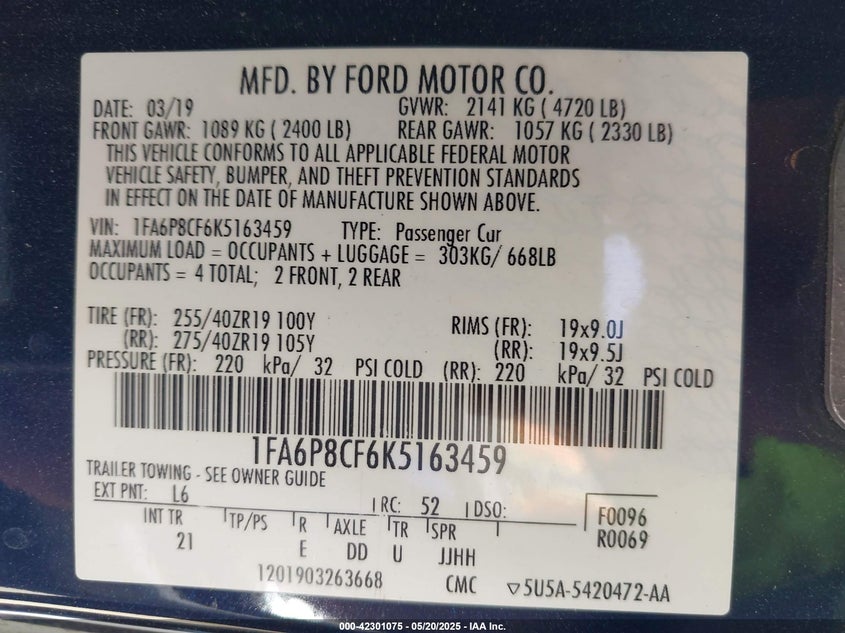 MFD. BY FORD MOTOR CO.
DATE: 03/19 GVWR: 2141 KG ( 4720 LB)
FRONT GAWR: 1089 KG ( 2400 LB) REAR GAWR: 1057 KG ( 2330 LB)
THIS VEHICLE CONFORMS TO ALL APPLICABLE FEDERAL MOTOR
VEHICLE SAFETY, BUMPER, AND THEFT PREVENTION STANDARDS
IN EFFECT ON THE DATE OF MANUFACTURE SHOWN ABOVE.
VIN: 1FA6P8CF6K5163459 TYPE: Passenger Car
MAXIMUM LOAD = OCCUPANTS + LUGGAGE = 303KG/ 668LB
OCCUPANTS = 4 TOTAL; 2 FRONT, 2 REAR
TIRE (FR): 255/40ZR19 100Y RIMS (FR): 19x9.0J
(RR): 275/40ZR19 105Y (RR): 19x9.5J
PRESSURE (FR): 220 kPa/ 32 PSI COLD (RR): 220 kPa/ 32 PSI COLD
1FA6P8CF6K5163459
TRAILER TOWING - SEE OWNER GUIDE
EXT PNT: L6 RC: 52 DSO: F0096
INT TR TP/PS R AXLE TR SPR R0069
21 E DD U JJHH
1201903263668 CMC ▽5U5A-5420472-AA
000-42301075 - 05/20/2025 - IAA Inc.